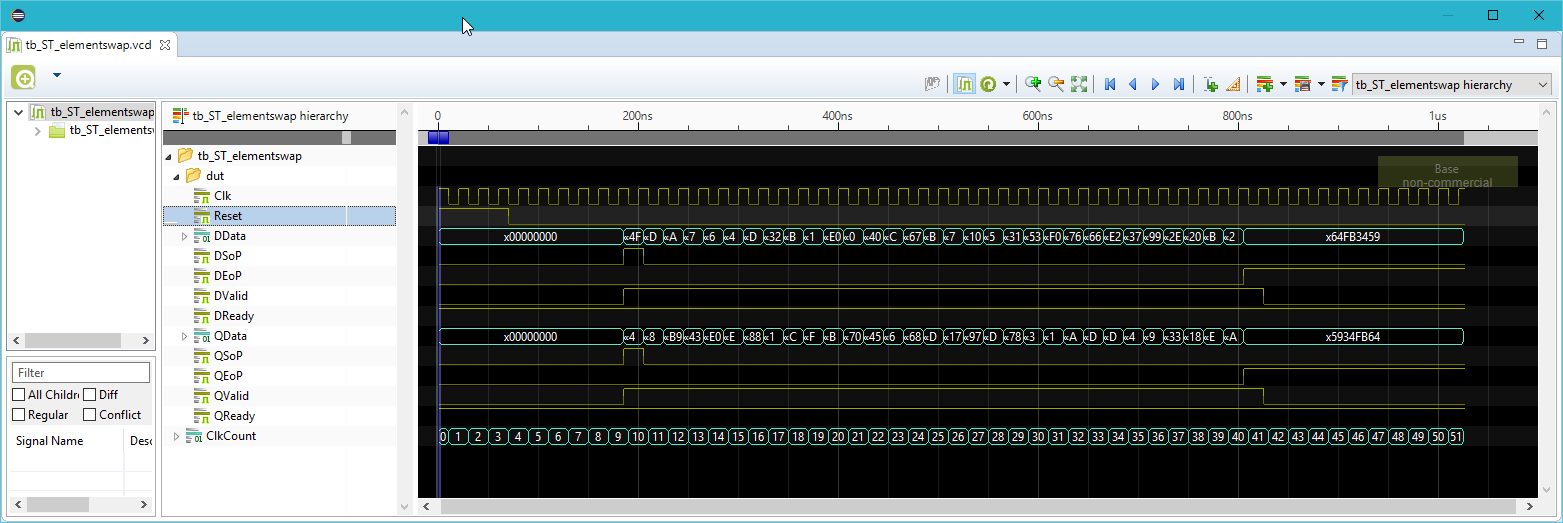 tb_ST_elementswap.vcd
tb_ST_elementswap hierarchy
tb_ST_elementswap
tb_ST_elements
tb_ST_elementswap hierarchy
0 200ns 400ns 600ns 800ns 1us
tb_ST_elementswap
dut
Base
non-commercial
Clk
Reset
DData x00000000 «4F «D «A «7 «6 «4 «D «32 «B «1 «E0 «0 «40 «C «67 «B «7 «10 «5 «31 «53 «F0 «76 «66 «E2 «37 «99 «2E «20 «B «2 x64FB3459
DSoP
DEoP
DValid
DReady
QData x00000000 «4 «8 «B9 «43 «E0 «E «88 «1 «C «F «B «70 «45 «6 «68 «D «17 «97 «D «78 «3 «1 «A «D «D «4 «9 «33 «18 «E «A x5934FB64
QSoP
QEoP
QValid
QReady
ClkCount 0 1 2 3 4 5 6 7 8 9 10 11 12 13 14 15 16 17 18 19 20 21 22 23 24 25 26 27 28 29 30 31 32 33 34 35 36 37 38 39 40 41 42 43 44 45 46 47 48 49 50 51
Filter
All Childre Diff
Regular Conflict
Signal Name Desc